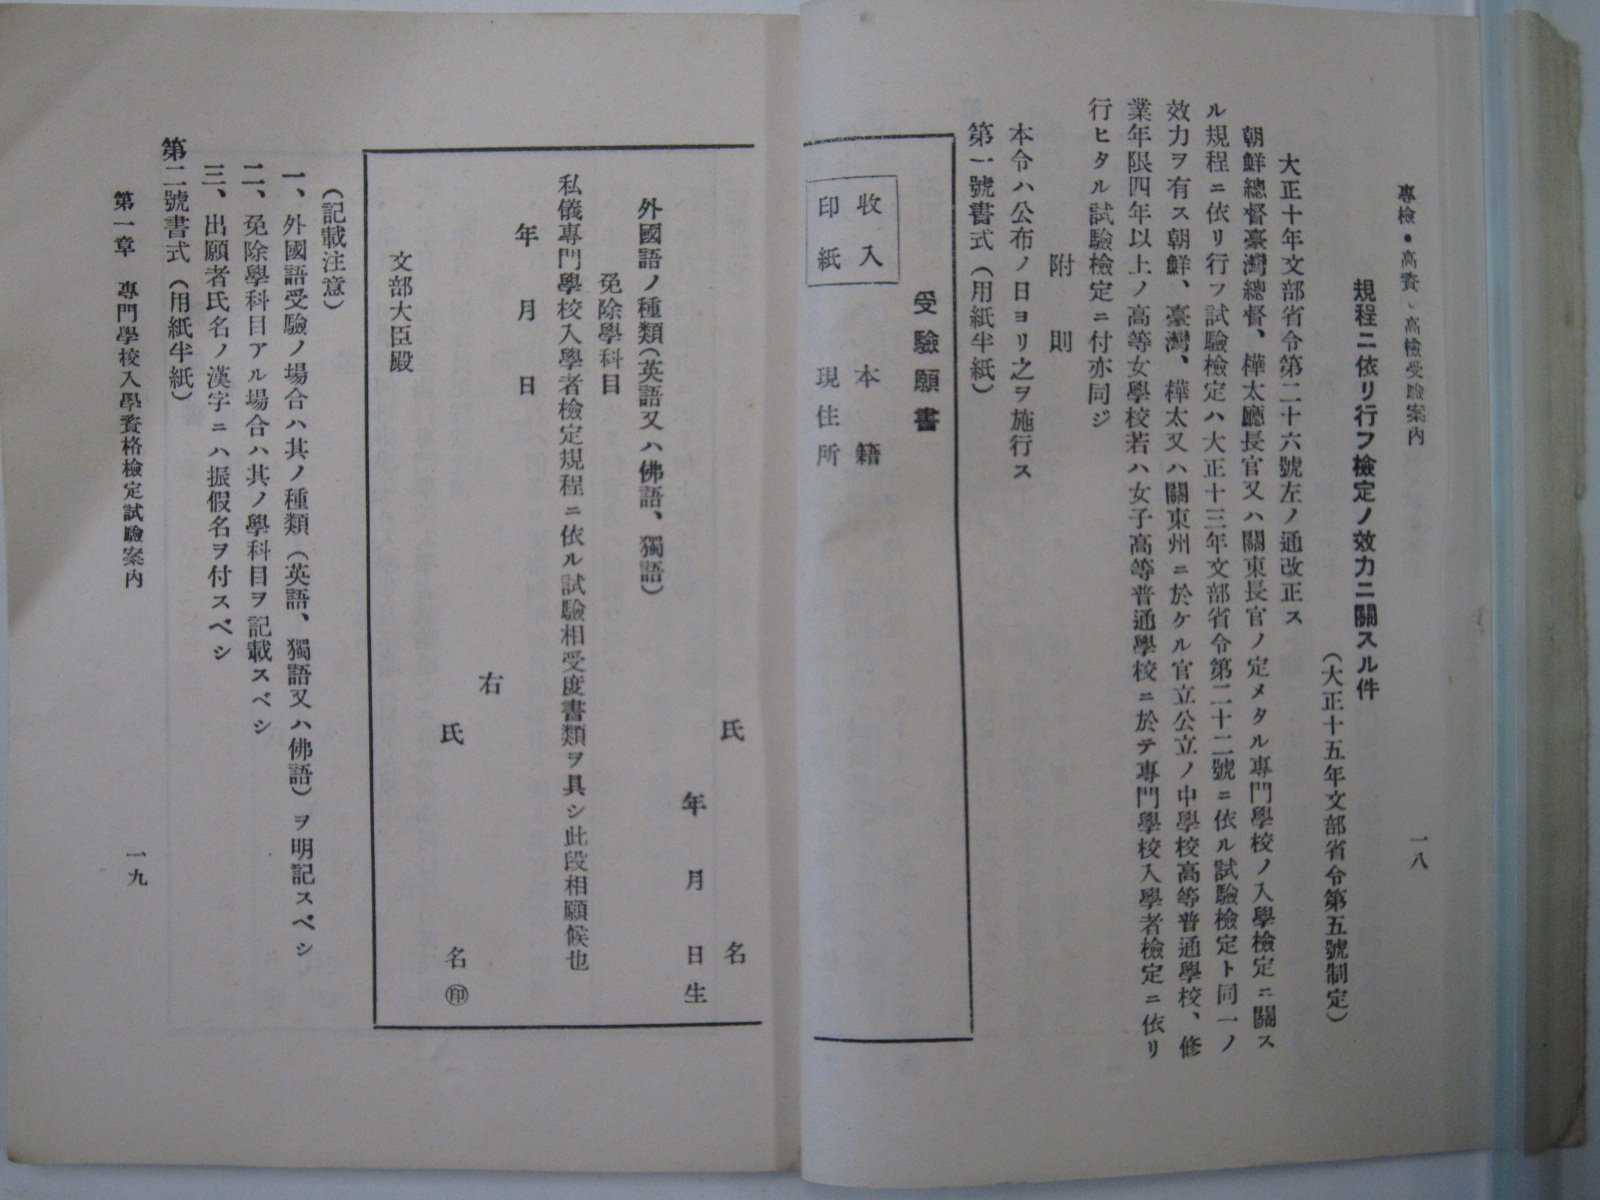 專檢・高資・高檢受驗案内
一八
規程ニ依リ行フ檢定ノ效力ニ關スル件
(大正十五年文部省令第五號制定)
大正十年文部省令第二十六號左ノ通改正ス
朝鮮總督臺灣總督、樺太廳長官又ハ關東長官ノ定メタル專門學校ノ入學檢定ニ關ス
ル規程ニ依リ行フ試驗檢定ハ大正十三年文部省令第二十二號ニ依ル試驗檢定ト同一ノ
效力ヲ有ス朝鮮、臺灣、樺太又ハ關東州ニ於ケル官立公立ノ中學校高等普通學校、修
業年限四年以上ノ高等女學校若ハ女子高等普通學校ニ於テ專門學校入學者檢定ニ依リ
行ヒタル試驗檢定ニ付亦同ジ
附則
本令ハ公布ノ日ヨリ之ヲ施行ス
第一號書式(用紙半紙)
受驗願書
收入
印紙
本籍
現住所
氏名
年月日生
外國語ノ種類(英語又ハ佛語、獨語)
免除學科目
私儀專門學校入學者檢定規程ニ依ル試驗相受度書類ヲ具シ此段相願候也
年月日
右
氏名㊞
文部大臣殿
(記載注意)
一、外國語受驗ノ場合ハ其ノ種類(英語、獨語又ハ佛語)ヲ明記スベシ
二、免除學科目アル場合ハ其ノ學科目ヲ記載スベシ
三、出願者氏名ノ漢字ニハ振假名ヲ付スベシ
第二號書式(用紙半紙)
第一章 專門學校入學資格檢定試驗案内
一九